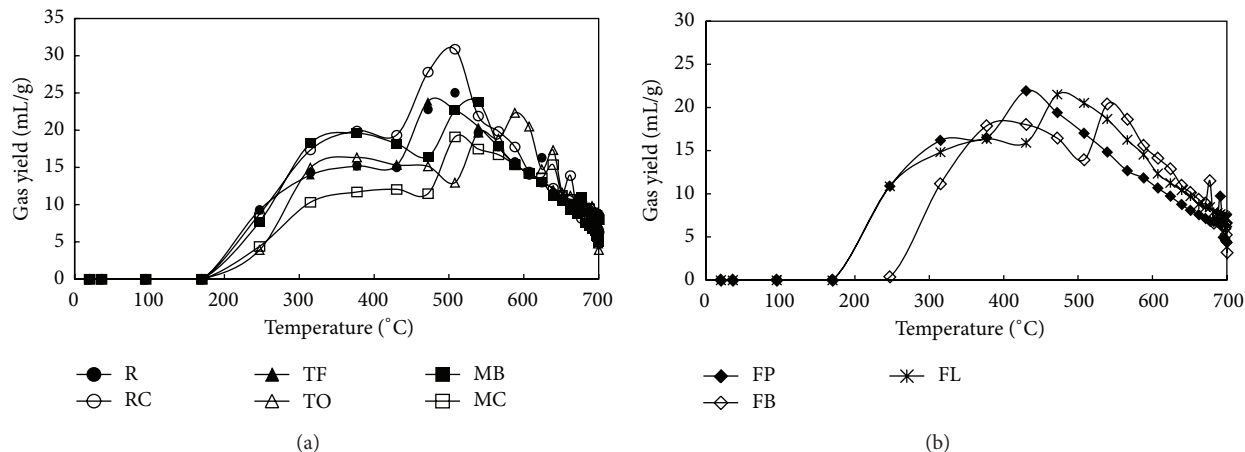 35
30
25
20
15
10
5
0
Gas yield (mL/g)
0 100 200 300 400 500 600 700
Temperature (˚C)
R TF MB
RC TO MC
(a)
30
25
20
15
10
5
0
Gas yield (mL/g)
0 100 200 300 400 500 600 700
Temperature (˚C)
FP FL
FB
(b)